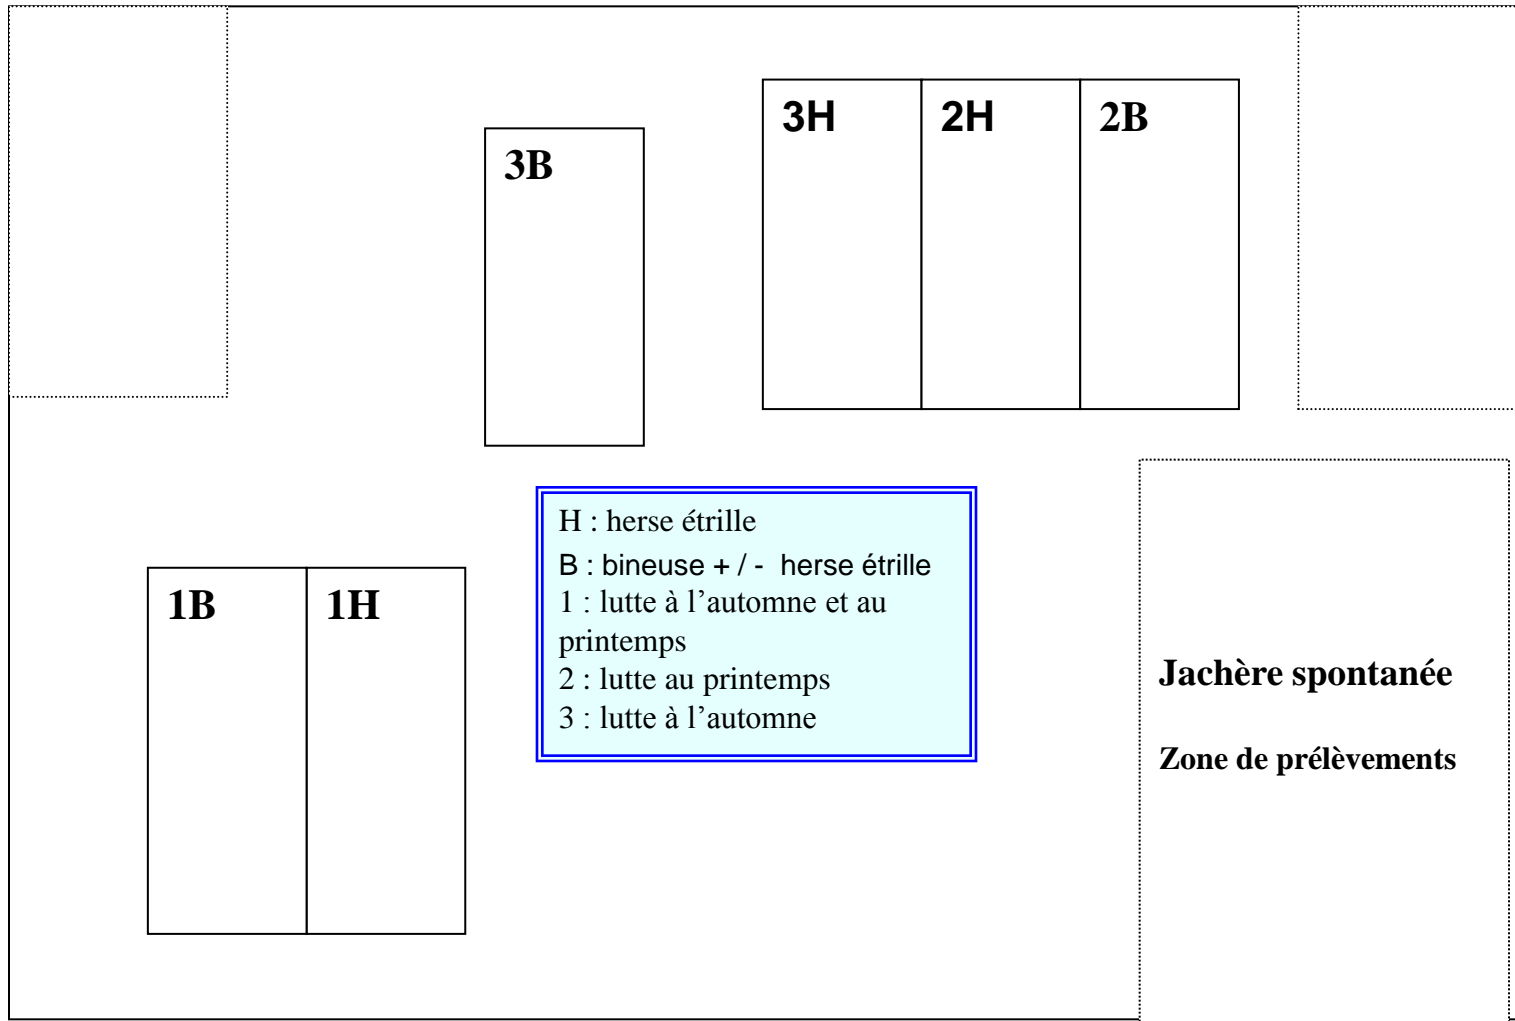 3H
2H
2B
3B
H : herse étrille
B : bineuse + / -  herse étrille
1 : lutte à l’automne et au
printemps
2 : lutte au printemps
3 : lutte à l’automne
1B
1H
Jachère spontanée
Zone de prélèvements